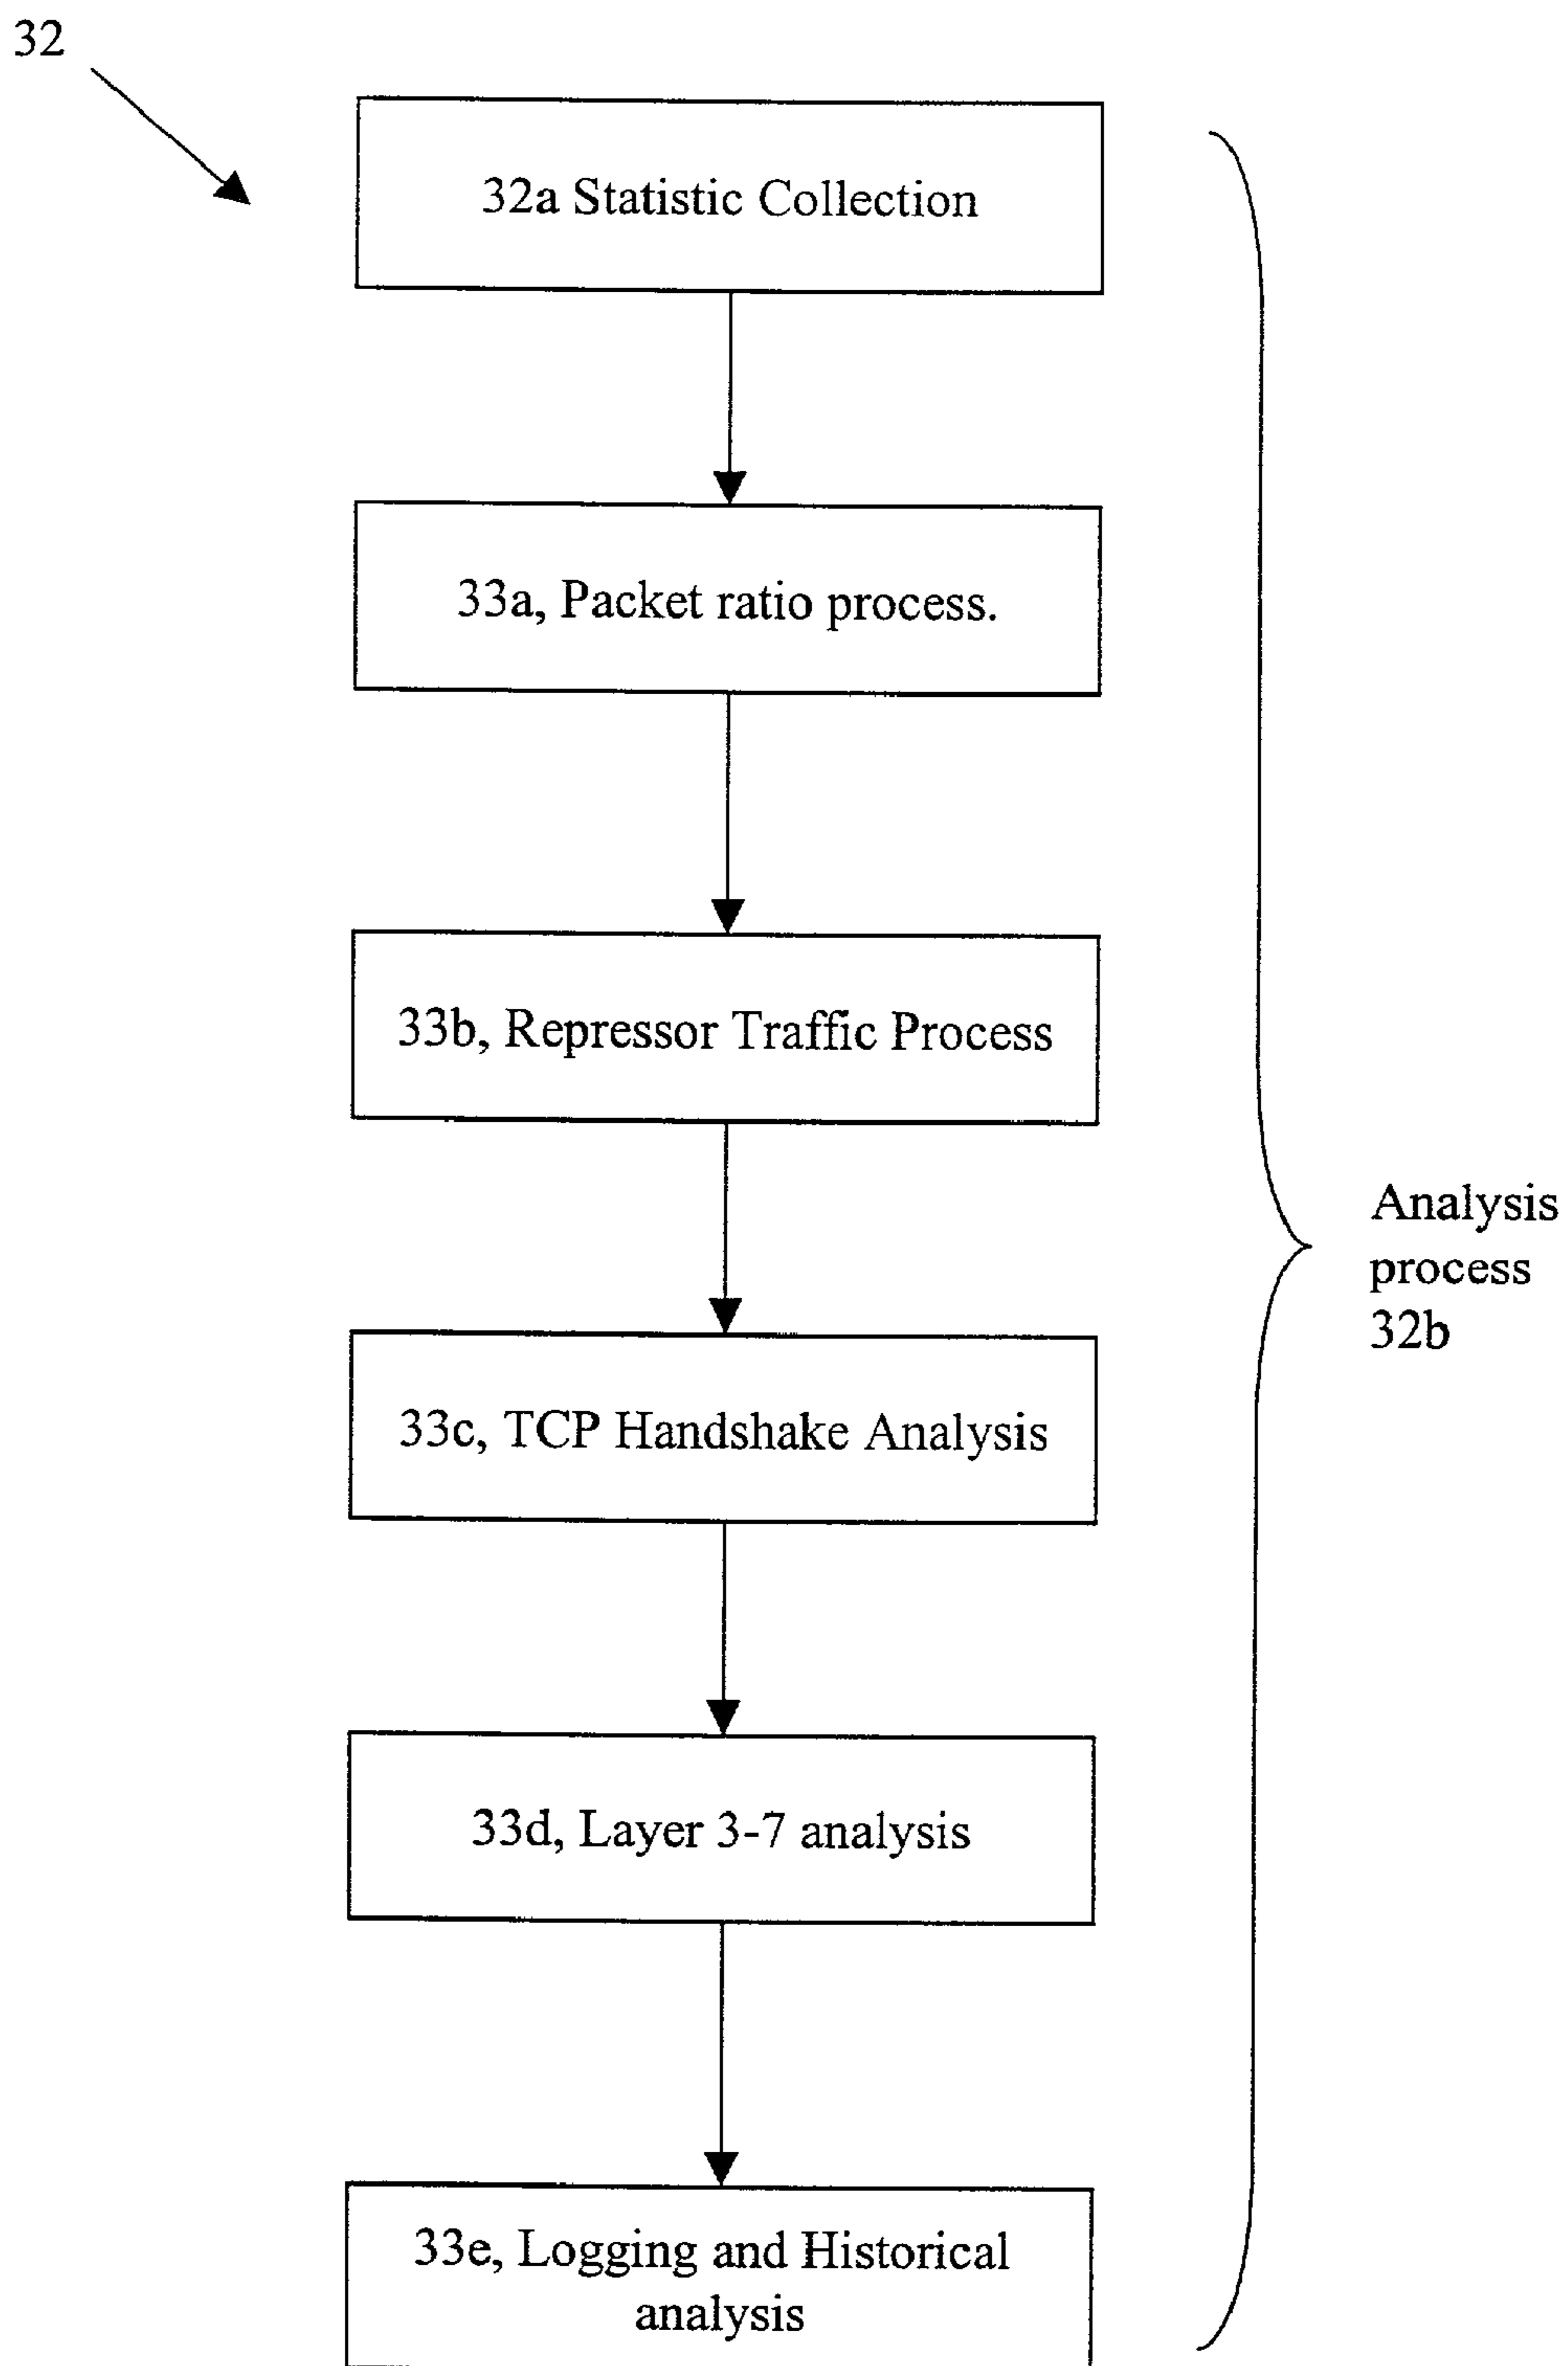 32
32a Statistic Collection
33a, Packet ratio process.
33b, Repressor Traffic Process
33c, TCP Handshake Analysis
33d, Layer 3-7 analysis
33e, Logging and Historical
analysis
Analysis
process
32b